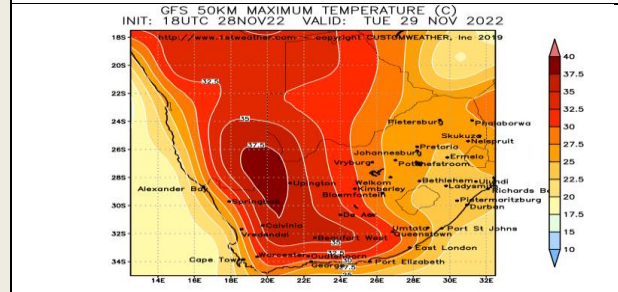 GFS 50KM MAXIMUM TEMPERATURE (C)
INIT: 18UTC 28NOV22 VALID: TUE 29 NOV 2022
http://www.1stweather.com - copyright CUSTOMWEATHER, Inc 2019
18S
20S
22S
24S
26S
28S
30S
32S
34S
32.5
35
37.5
Pietersburg
Phalaborwa
Skukuza
Nelspruit
Johannesburg
Pretoria
Vryburg
Potchefstroom
Ermelo
Alexander Bay
Upington
Welkom
Kimberley
Bloemfontein
Bethlehem
Ulundi
Ladysmith
Richards B
Springbok
Pietermaritzburg
Durban
De Aar
Calvinia
Vredendal
Beaufort West
Umtata
Port St Johns
Queenstown
35
32.5
30
37.5
East London
Cape Town
Worcester
Oudtshoorn
George
Port Elizabeth
14E 16E 18E 20E 22E 24E 26E 28E 30E 32E
40
37.5
35
32.5
30
27.5
25
22.5
20
17.5
15
10